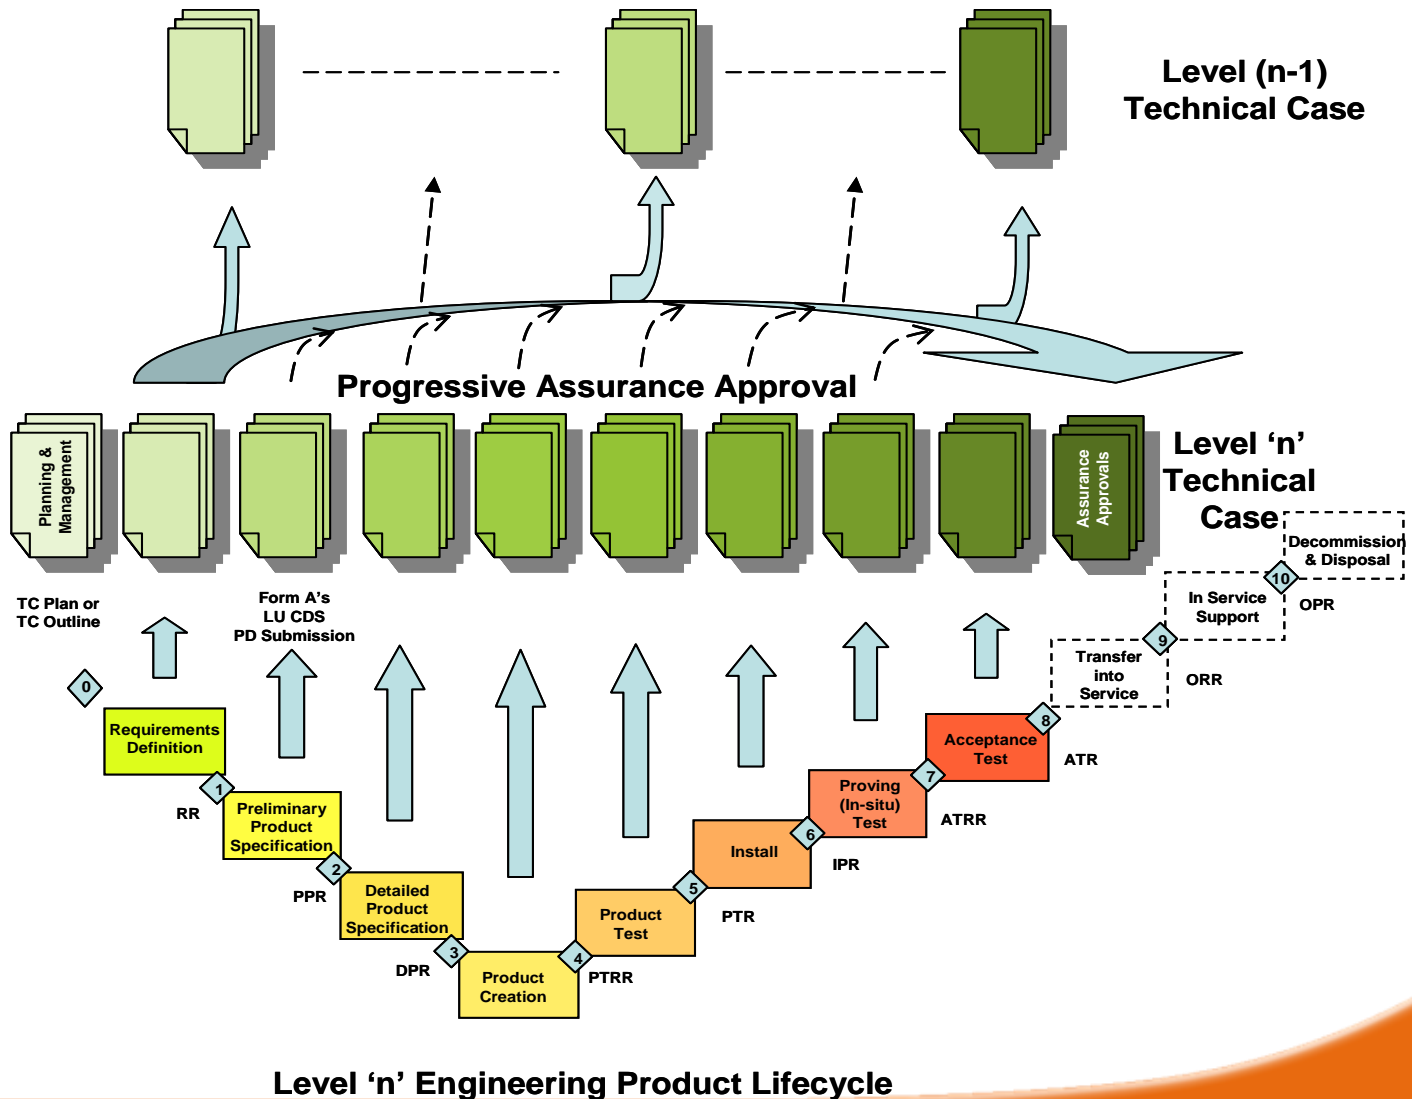 Level (n-1)
Technical Case
Progressive Assurance Approval
Planning &
Management
Assurance
Approvals
Level ‘n’
Technical
Case
TC Plan or
TC Outline
Form A's
LU CDS
PD Submission
Decommission
& Disposal
10
OPR
In Service
Support
9
ORR
Transfer
into
Service
8
ATR
0
Requirements
Definition
1
RR
Preliminary
Product
Specification
2
PPR
Detailed
Product
Specification
3
DPR
Product
Creation
4
PTRR
Product
Test
5
PTR
Install
6
IPR
Proving
(In-situ)
Test
7
ATRR
Acceptance
Test
Level ‘n’ Engineering Product Lifecycle